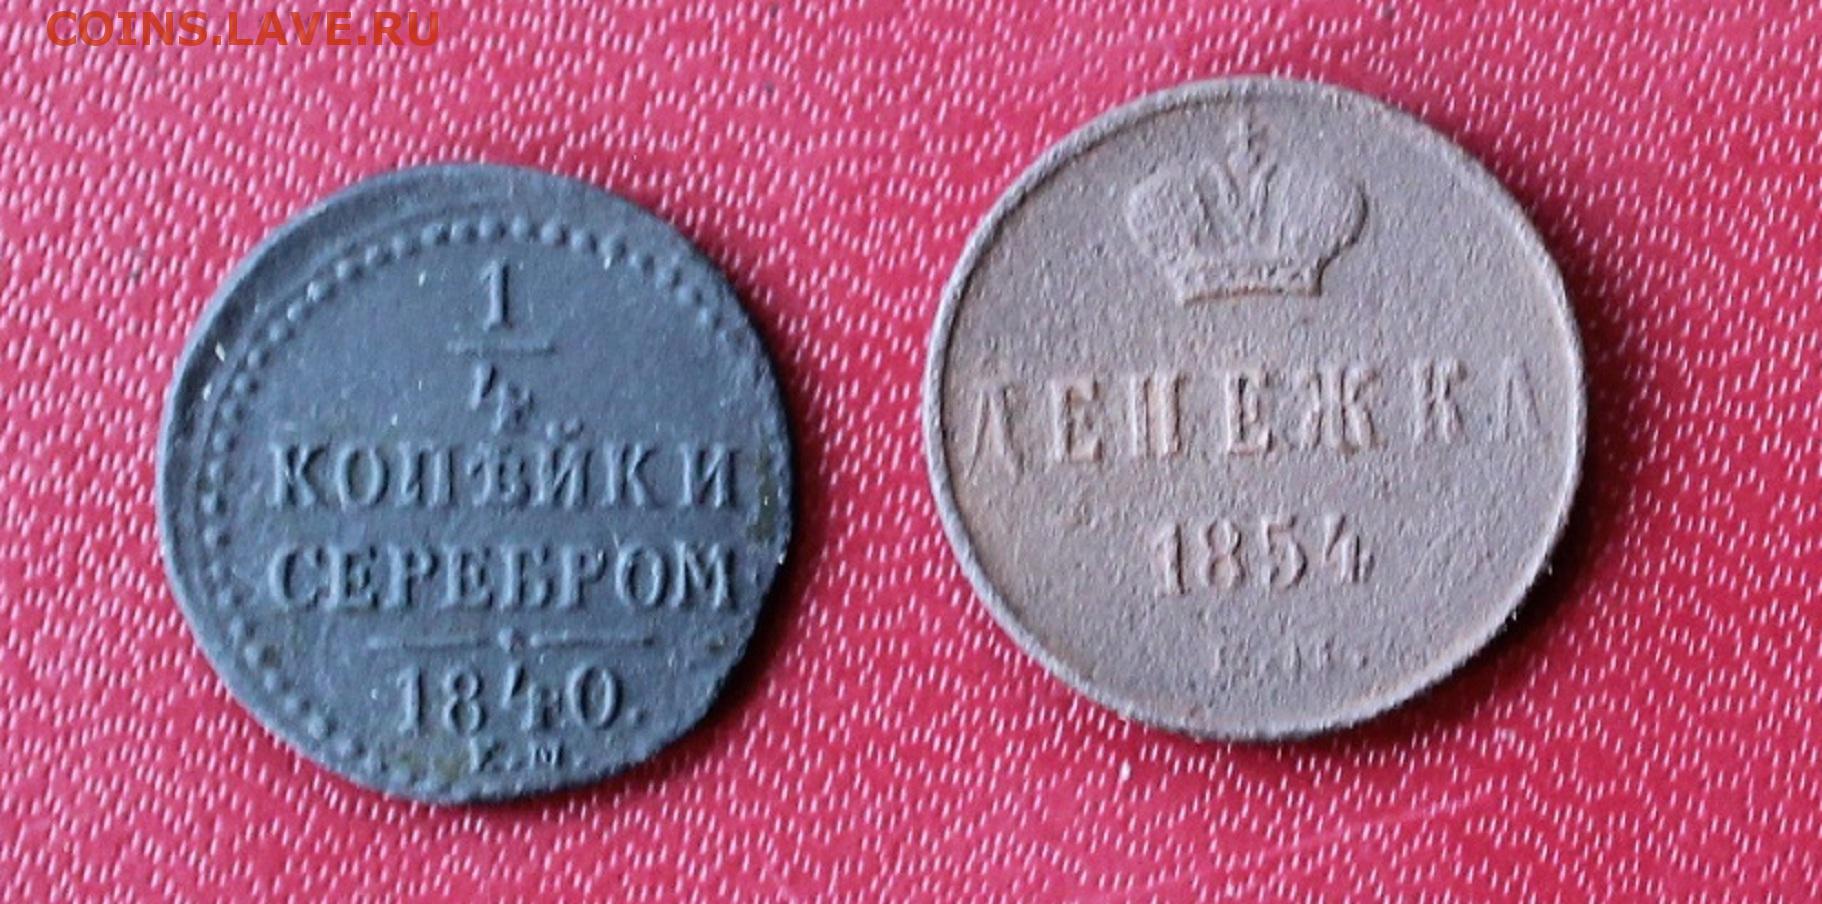 COINS.LAVE.RU
1
4
КОПѢЙКИ
СЕРЕБРОМ
1840.
ДЕНЕЖКА
1854
Е.М.